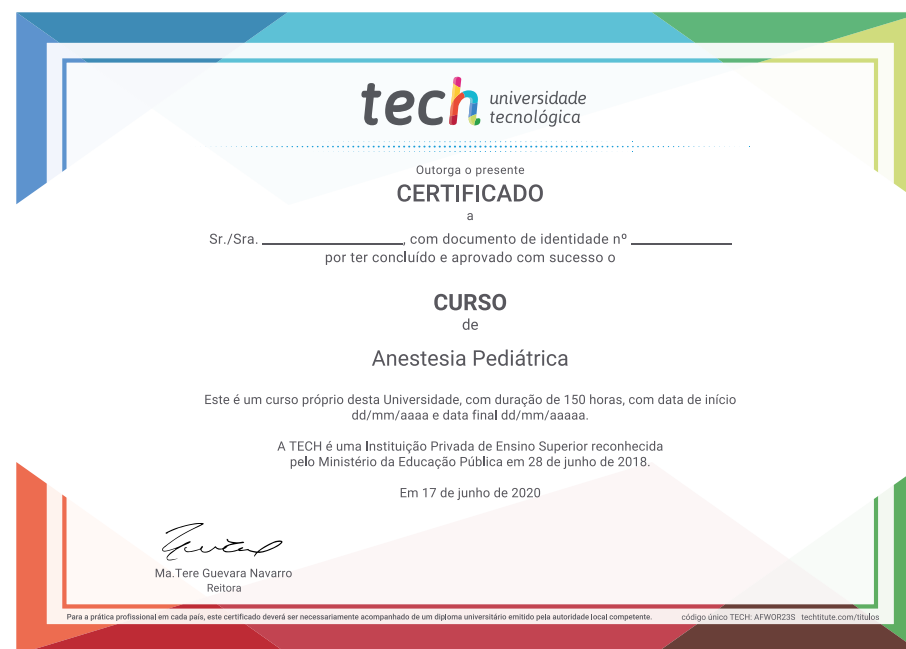 tech universidade
tecnológica
Outorga o presente
CERTIFICADO
a
Sr./Sra. , com documento de identidade nº
por ter concluído e aprovado com sucesso o
CURSO
de
Anestesia Pediátrica
Este é um curso próprio desta Universidade, com duração de 150 horas, com data de início
dd/mm/aaaa e data final dd/mm/aaaaa.
A TECH é uma Instituição Privada de Ensino Superior reconhecida
pelo Ministério da Educação Pública em 28 de junho de 2018.
Em 17 de junho de 2020
Ma.Tere Guevara Navarro
Reitora
Para a prática profissional em cada país, este certificado deverá ser necessariamente acompanhado de um diploma universitário emitido pela autoridade local competente. código único TECH: AFWOR23S techtitute.com/titulos